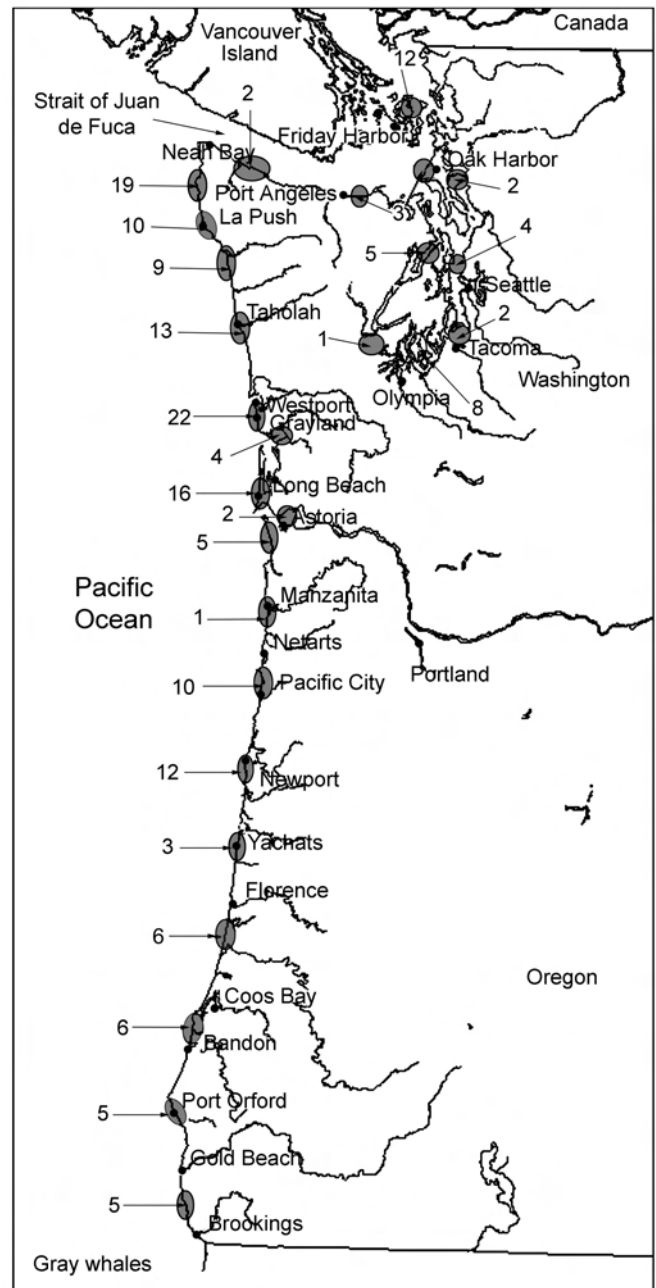 Canada
Vancouver
Island
12
Strait of Juan
de Fuca
2
Friday Harbor
Neah Bay
Oak Harbor
19
Port Angeles
3
2
La Push
10
5
4
9
Seattle
Taholah
13
1
2
Tacoma
Washington
Olympia
8
Westport
22
Grayland
4
Long Beach
16
2
Astoria
5
Pacific
Ocean
Manzanita
1
Netarts
Portland
Pacific City
10
12
Newport
3
Yachats
Florence
6
Oregon
Coos Bay
6
Bandon
Port Orford
5
Gold Beach
5
Brookings
Gray whales